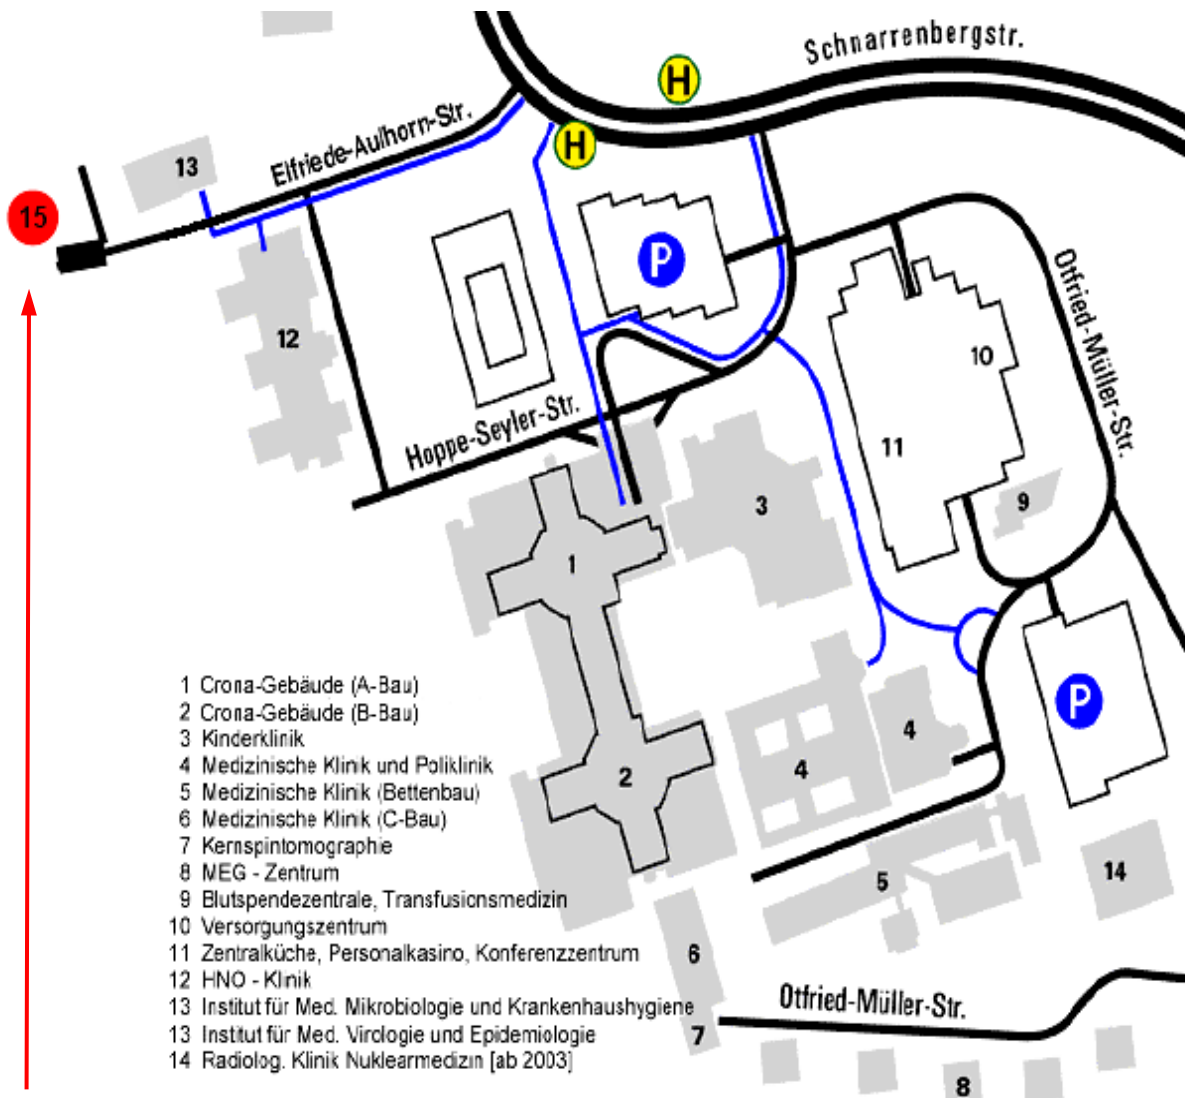 Schnarrenbergstr.
H
H
Elfriede-Aulhorn-Str.
13
15
P
12
10
Otfried-Müller-Str.
11
Hoppe-Seyler-Str.
3
9
1
1 Crona-Gebäude (A-Bau)
2 Crona-Gebäude (B-Bau)
3 Kinderklinik
4 Medizinische Klinik und Poliklinik
5 Medizinische Klinik (Bettenbau)
6 Medizinische Klinik (C-Bau)
7 Kernspintomographie
8 MEG - Zentrum
9 Blutspendezentrale, Transfusionsmedizin
10 Versorgungszentrum
11 Zentralküche, Personalkasino, Konferenzzentrum
12 HNO - Klinik
13 Institut für Med. Mikrobiologie und Krankenhaushygiene
13 Institut für Med. Virologie und Epidemiologie
14 Radiolog. Klinik Nuklearmedizin [ab 2003]
P
4
4
2
14
5
6
Otfried-Müller-Str.
7
8